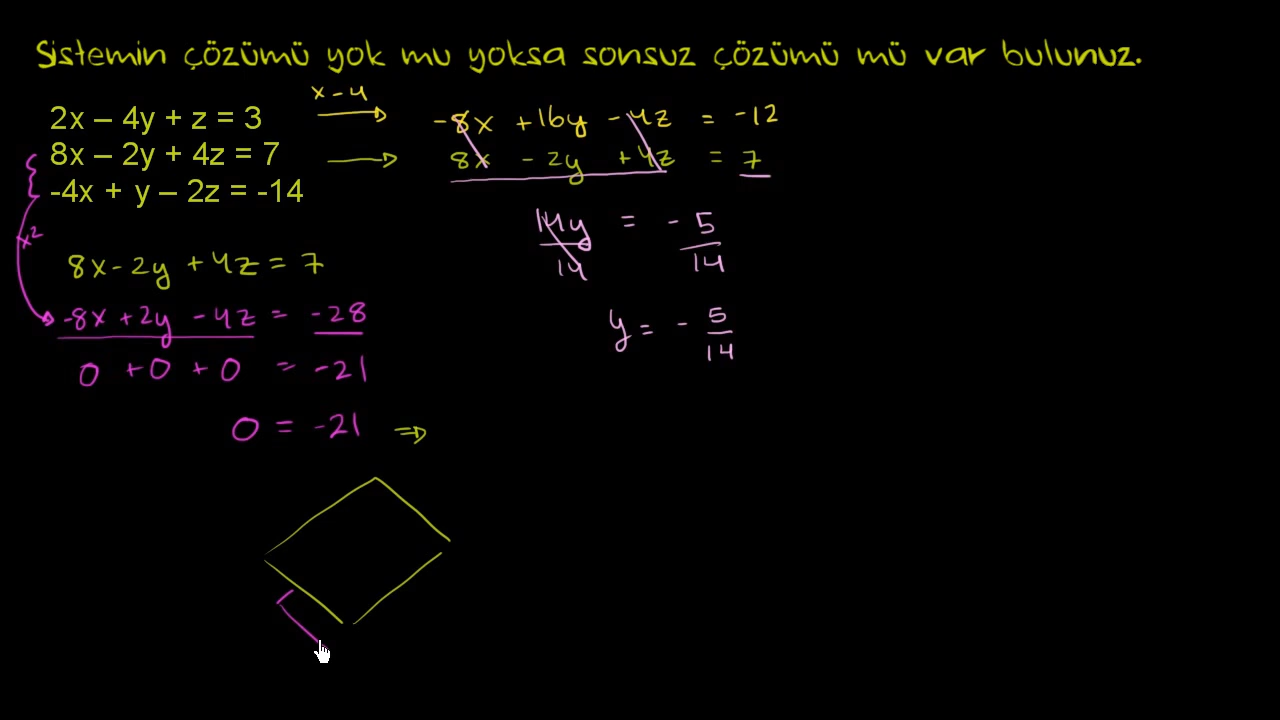 Sistemin çözümü yok mu yoksa sonsuz çözümü mü var bulunuz.
2x – 4y + z = 3
8x – 2y + 4z = 7
-4x + y – 2z = -14
x-4
-8x +16y -4z = -12
8x - 2y +4z = 7
14y/14 = -5/14
y = -5/14
x2
8x-2y +4z = 7
-8x +2y -4z = -28
0 +0 +0 = -21
0 = -21 ⇒